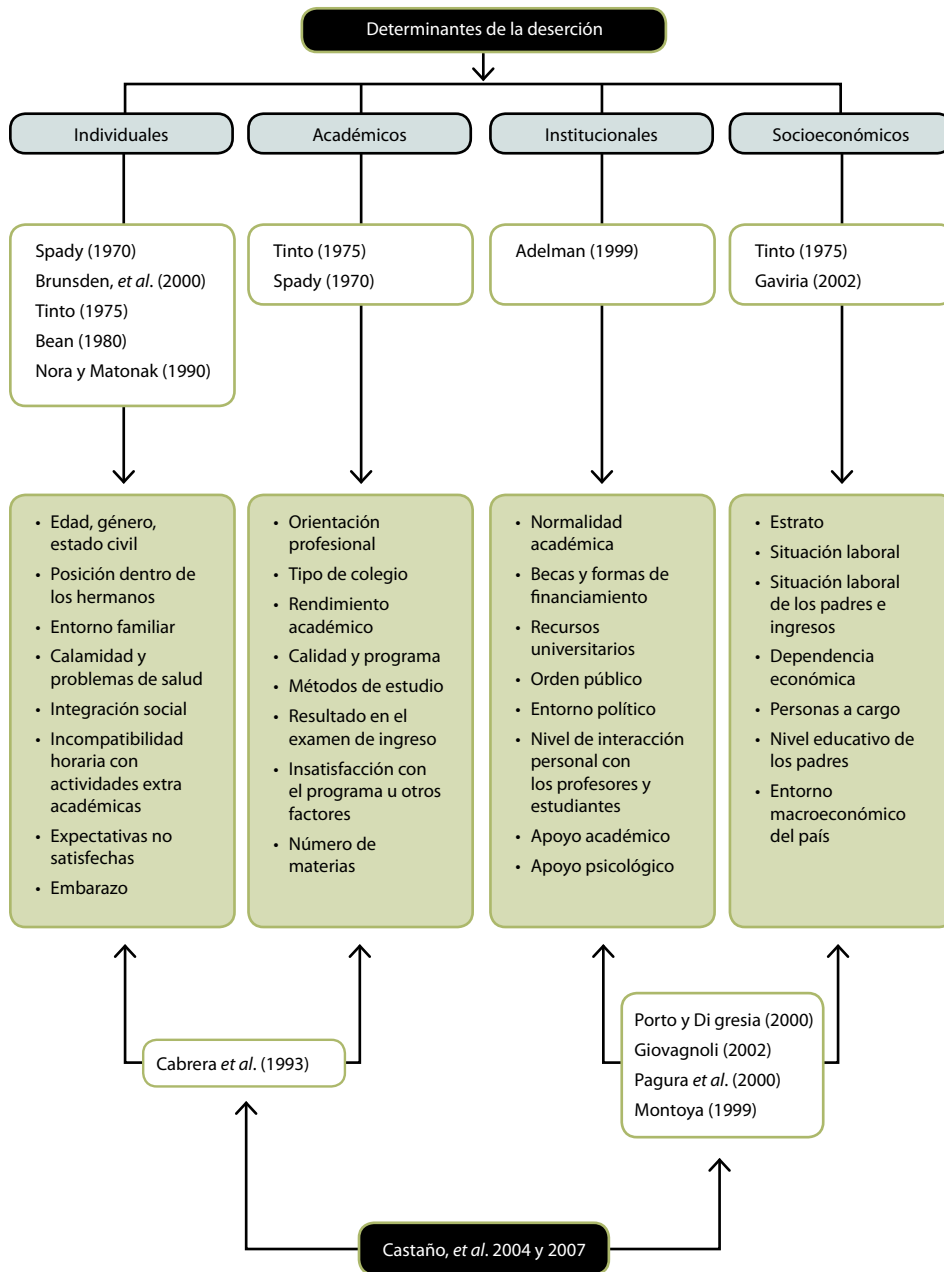 Determinantes de la deserción
Individuales
Académicos
Institucionales
Socioeconómicos
Spady (1970)
Brunsden, et al. (2000)
Tinto (1975)
Bean (1980)
Nora y Matonak (1990)
Tinto (1975)
Spady (1970)
Adelman (1999)
Tinto (1975)
Gaviria (2002)
• Edad, género,
estado civil
• Posición dentro de
los hermanos
• Entorno familiar
• Calamidad y
problemas de salud
• Integración social
• Incompatibilidad
horaria con
actividades extra
académicas
• Expectativas no
satisfechas
• Embarazo
• Orientación
profesional
• Tipo de colegio
• Rendimiento
académico
• Calidad y programa
• Métodos de estudio
• Resultado en el
examen de ingreso
• Insatisfacción con
el programa u otros
factores
• Número de
materias
• Normalidad
académica
• Becas y formas de
financiamiento
• Recursos
universitarios
• Orden público
• Entorno político
• Nivel de interacción
personal con
los profesores y
estudiantes
• Apoyo académico
• Apoyo psicológico
• Estrato
• Situación laboral
• Situación laboral
de los padres e
ingresos
• Dependencia
económica
• Personas a cargo
• Nivel educativo de
los padres
• Entorno
macroeconómico
del país
Cabrera et al. (1993)
Porto y Di gresia (2000)
Giovagnoli (2002)
Pagura et al. (2000)
Montoya (1999)
Castaño, et al. 2004 y 2007